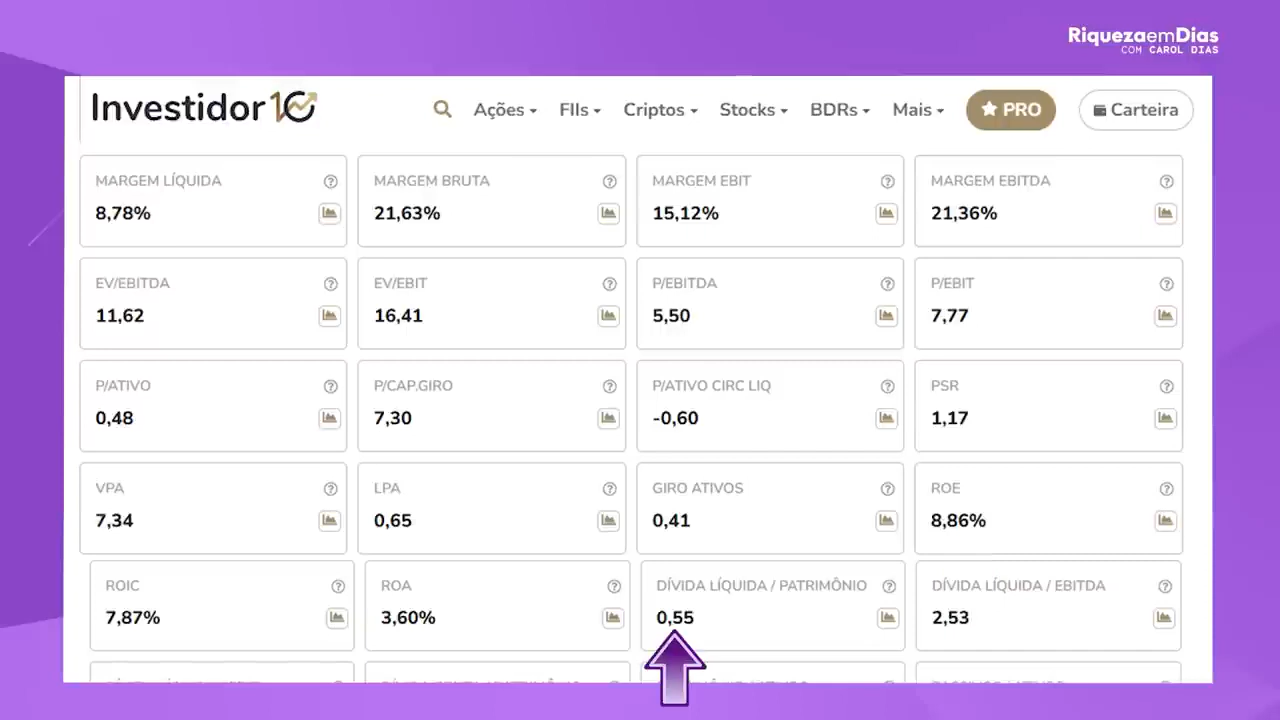 RiquezaemDias
COM CAROL DIAS
Investidor10
Ações
FIIs
Criptos
Stocks
BDRs
Mais
PRO
Carteira
MARGEM LÍQUIDA
8,78%
MARGEM BRUTA
21,63%
MARGEM EBIT
15,12%
MARGEM EBITDA
21,36%
EV/EBITDA
11,62
EV/EBIT
16,41
P/EBITDA
5,50
P/EBIT
7,77
P/ATIVO
0,48
P/CAP.GIRO
7,30
P/ATIVO CIRC LIQ
-0,60
PSR
1,17
VPA
7,34
LPA
0,65
GIRO ATIVOS
0,41
ROE
8,86%
ROIC
7,87%
ROA
3,60%
DÍVIDA LÍQUIDA / PATRIMÔNIO
0,55
DÍVIDA LÍQUIDA / EBITDA
2,53